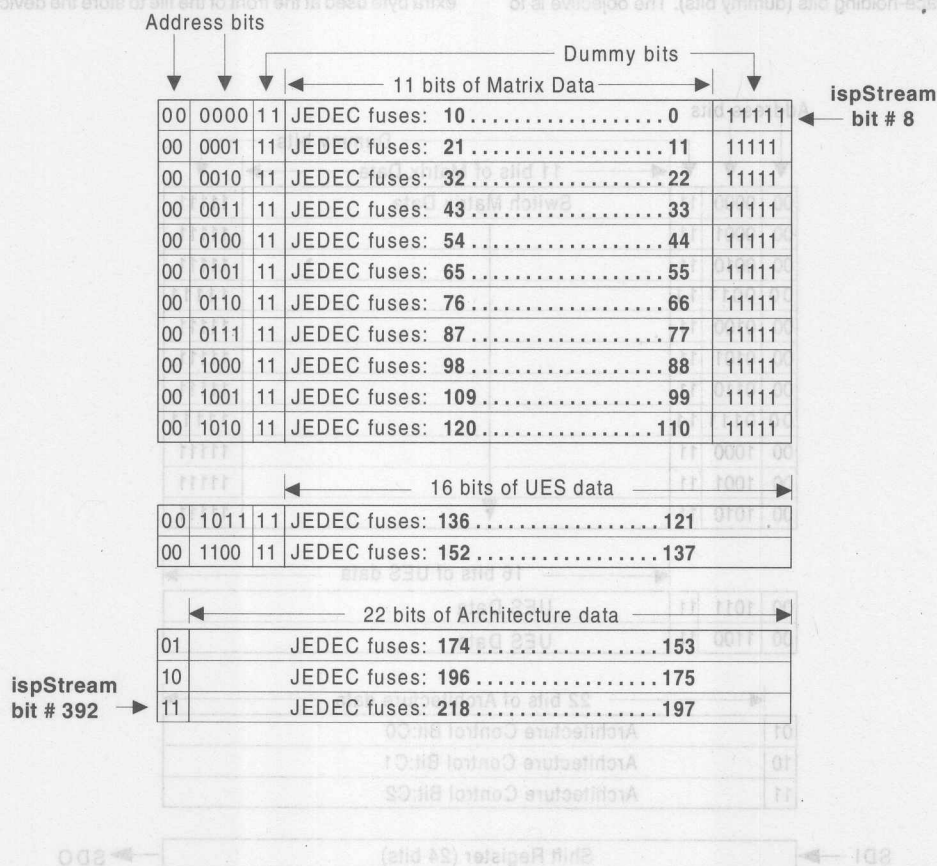 Address bits
Dummy bits
11 bits of Matrix Data
ispStream
bit # 8
00 0000 11 JEDEC fuses: 10..................0 11111
00 0001 11 JEDEC fuses: 21..................11 11111
00 0010 11 JEDEC fuses: 32..................22 11111
00 0011 11 JEDEC fuses: 43..................33 11111
00 0100 11 JEDEC fuses: 54..................44 11111
00 0101 11 JEDEC fuses: 65..................55 11111
00 0110 11 JEDEC fuses: 76..................66 11111
00 0111 11 JEDEC fuses: 87..................77 11111
00 1000 11 JEDEC fuses: 98..................88 11111
00 1001 11 JEDEC fuses: 109.................99 11111
00 1010 11 JEDEC fuses: 120................110 11111
16 bits of UES data
00 1011 11 JEDEC fuses: 136................121
00 1100 11 JEDEC fuses: 152................137
22 bits of Architecture data
01 JEDEC fuses: 174................153
10 JEDEC fuses: 196................175
ispStream
bit # 392
11 JEDEC fuses: 218................197